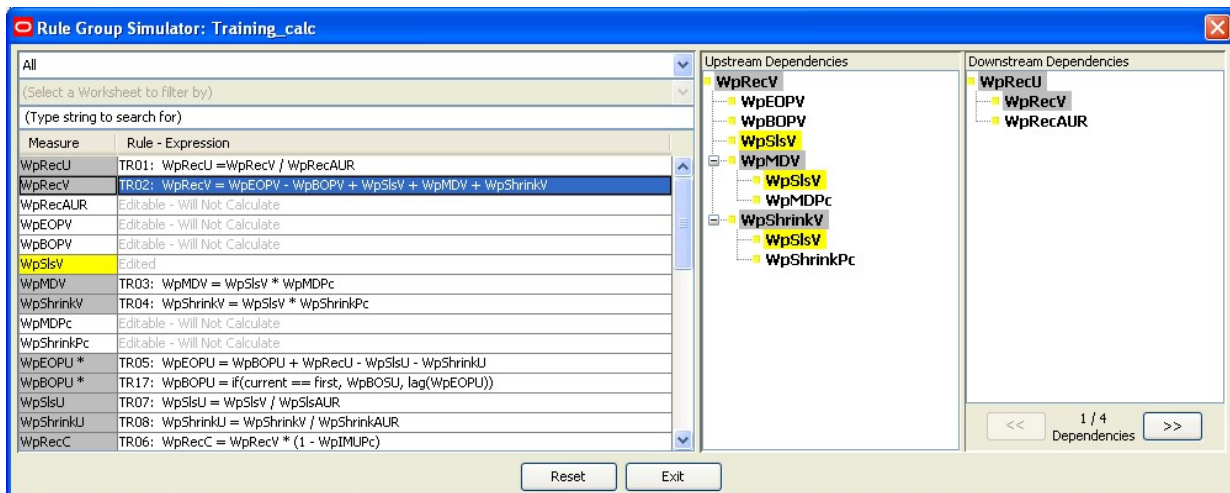 Rule Group Simulator: Training_calc
All
(Select a Worksheet to filter by)
(Type string to search for)
Measure Rule - Expression
WpRecU TR01: WpRecU =WpRecV / WpRecAUR
WpRecV TR02: WpRecV = WpEOPV - WpBOPV + WpSlsV + WpMDV + WpShrinkV
WpRecAUR Editable - Will Not Calculate
WpEOPV Editable - Will Not Calculate
WpBOPV Editable - Will Not Calculate
WpSlsV Edited
WpMDV TR03: WpMDV = WpSlsV * WpMDPc
WpShrinkV TR04: WpShrinkV = WpSlsV * WpShrinkPc
WpMDPc Editable - Will Not Calculate
WpShrinkPc Editable - Will Not Calculate
WpEOPU * TR05: WpEOPU = WpBOPU + WpRecU - WpSlsU - WpShrinkU
WpBOPU * TR17: WpBOPU = if(current == first, WpBOSU, lag(WpEOPU))
WpSlsU TR07: WpSlsU = WpSlsV / WpSlsAUR
WpShrinkU TR08: WpShrinkU = WpShrinkV / WpShrinkAUR
WpRecC TR06: WpRecC = WpRecV * (1 - WpIMUPc)
Upstream Dependencies
WpRecV
WpEOPV
WpBOPV
WpSlsV
WpMDV
WpSlsV
WpMDPc
WpShrinkV
WpSlsV
WpShrinkPc
Downstream Dependencies
WpRecU
WpRecV
WpRecAUR
<< 1 / 4 >>
Dependencies
Reset Exit